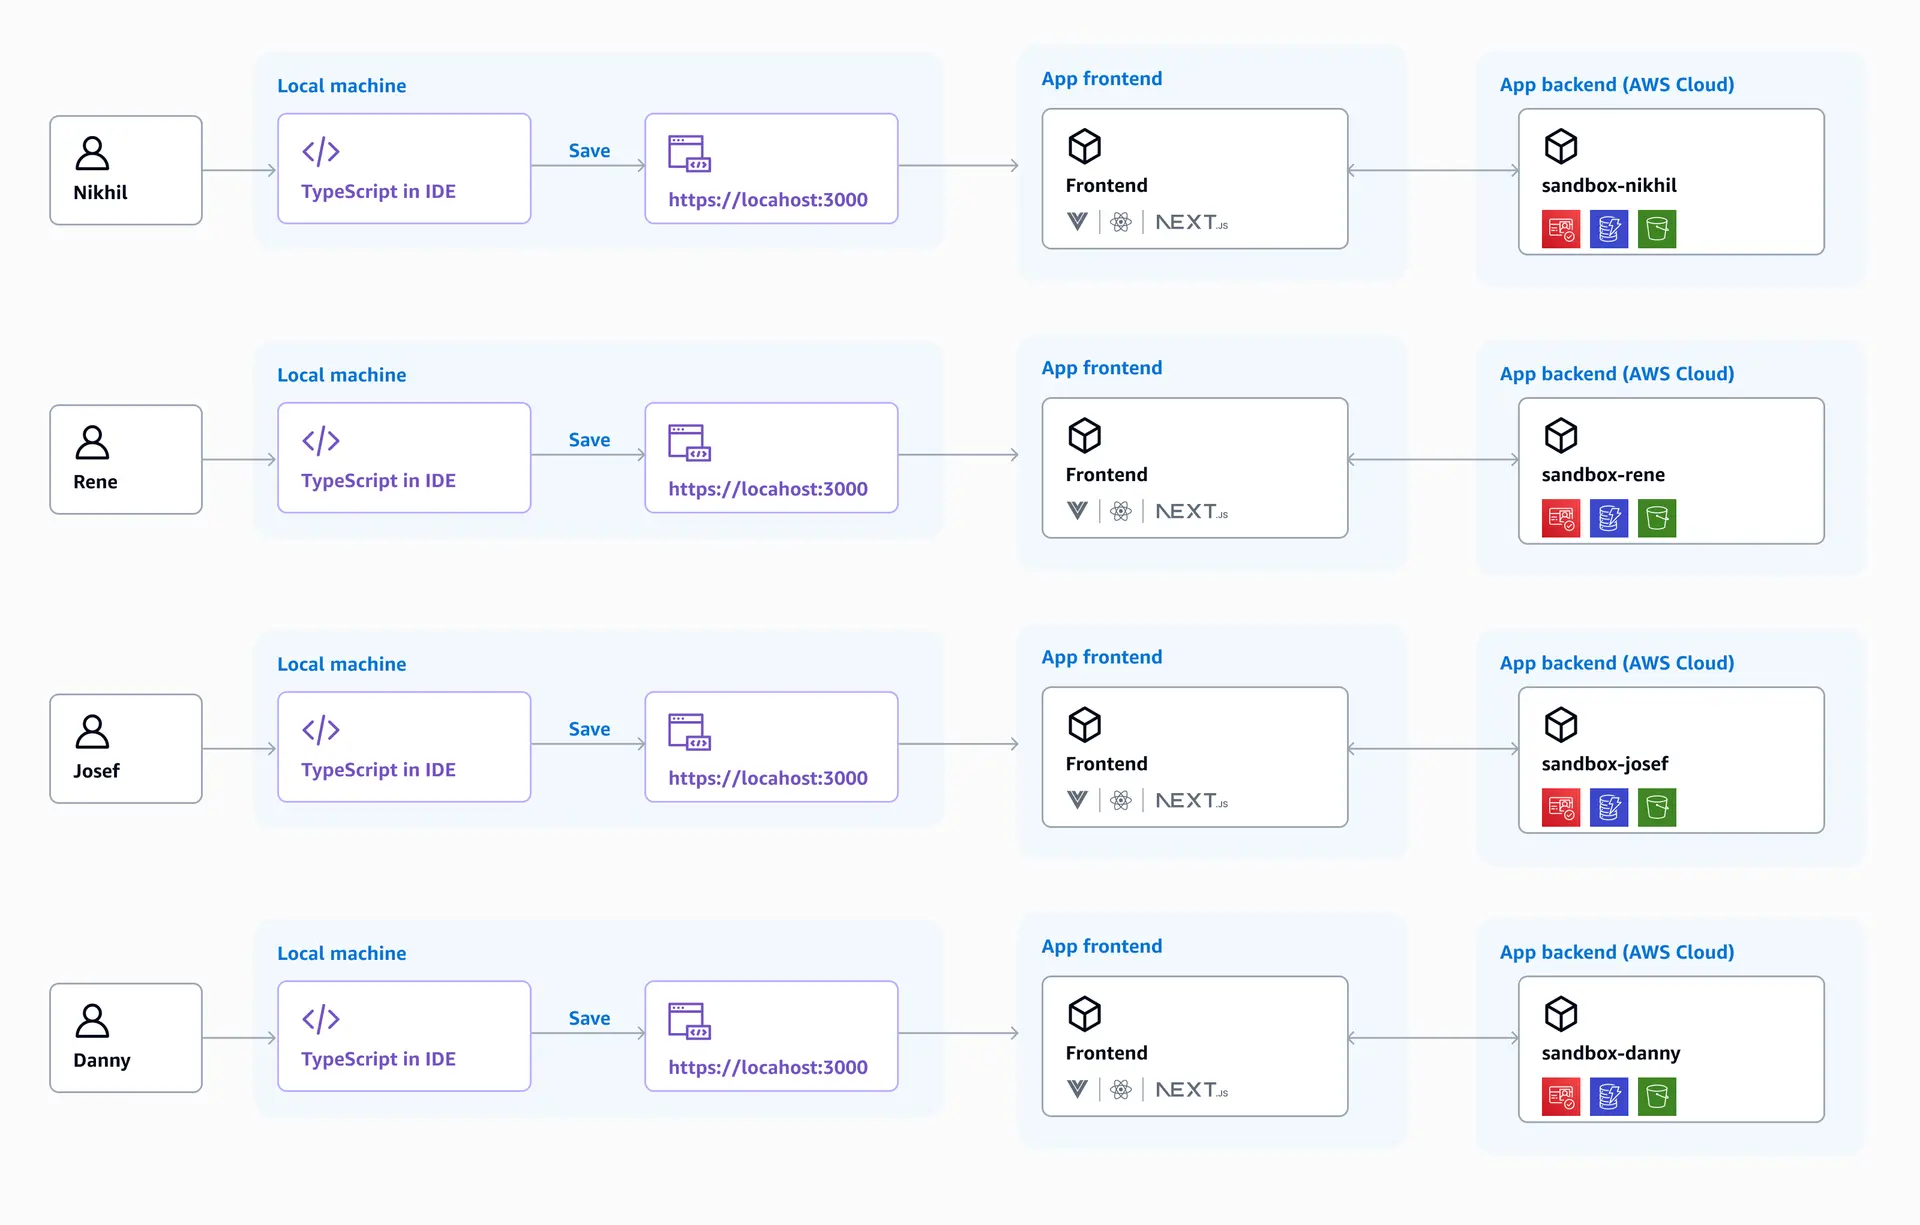 Local machine
App frontend
App backend (AWS Cloud)
Nikhil
TypeScript in IDE
Save
https://locahost:3000
Frontend
NEXT.JS
sandbox-nikhil
Local machine
App frontend
App backend (AWS Cloud)
Rene
TypeScript in IDE
Save
https://locahost:3000
Frontend
NEXT.JS
sandbox-rene
Local machine
App frontend
App backend (AWS Cloud)
Josef
TypeScript in IDE
Save
https://locahost:3000
Frontend
NEXT.JS
sandbox-josef
Local machine
App frontend
App backend (AWS Cloud)
Danny
TypeScript in IDE
Save
https://locahost:3000
Frontend
NEXT.JS
sandbox-danny